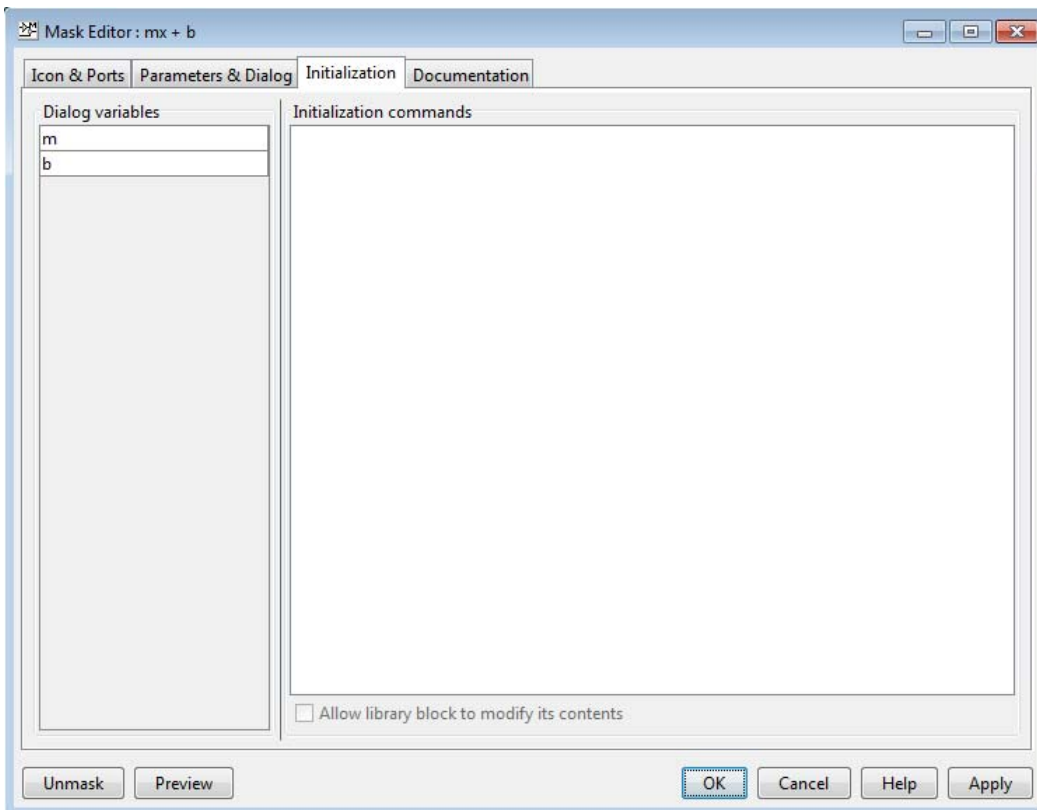 Mask Editor : mx + b
Icon & Ports Parameters & Dialog Initialization Documentation
Dialog variables
m
b
Initialization commands
Allow library block to modify its contents
Unmask Preview OK Cancel Help Apply